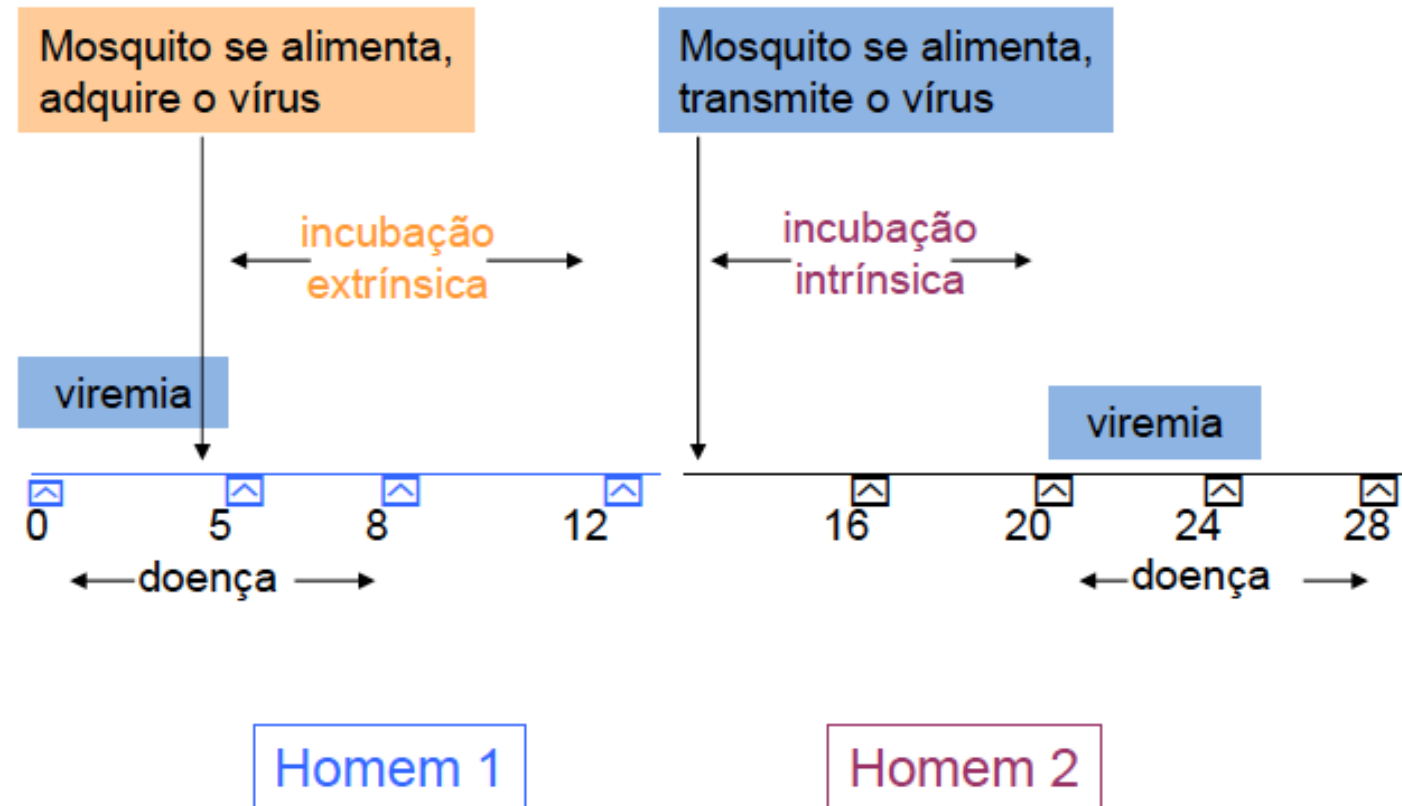 Mosquito se alimenta,
adquire o vírus
Mosquito se alimenta,
transmite o vírus
incubação
extrínsica
incubação
intrínsica
viremia
viremia
0 5 8 12 16 20 24 28
doença
doença
Homem 1
Homem 2